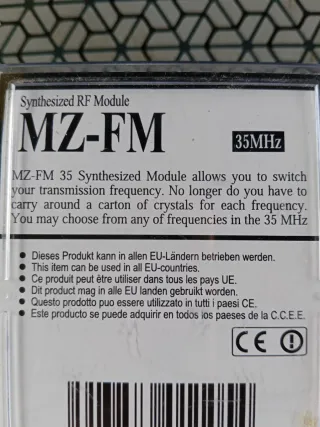 Synthesized RF Module
MZ-FM
35MHz
MZ-FM 35 Synthesized Module allows you to switch
your transmission frequency. No longer do you have to
carry around a carton of crystals for each frequency.
You may choose from any of frequencies in the 35 MHz
● Dieses Produkt kann in allen EU-Ländern betrieben werden.
● This item can be used in all EU-countries.
● Ce produit peut être utiliser dans tous les pays UE.
● Dit product mag in alle EU landen gebruikt worden.
● Questo prodotto puo essere utilizzato in tutti i paesi CE.
● Este producto se puede adquirir en todos los paeses de la C.C.E.E.
CE